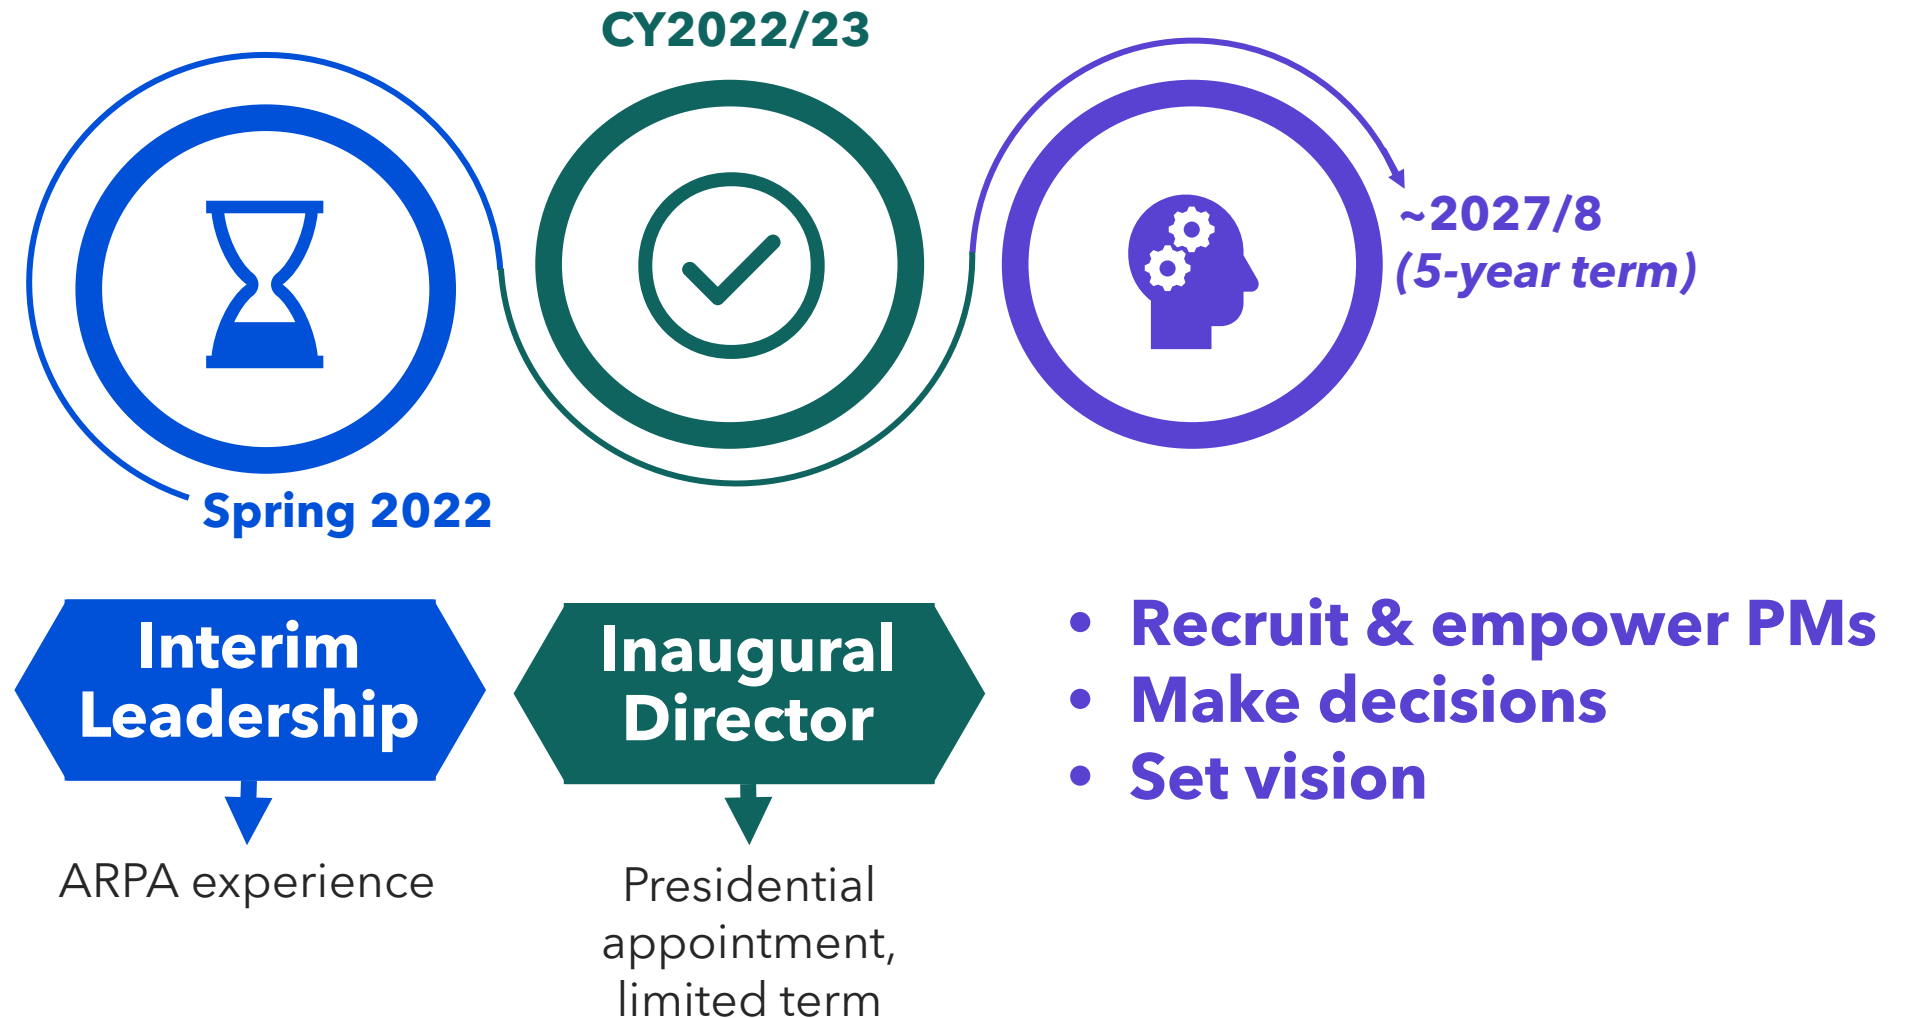 CY2022/23
~2027/8
(5-year term)
Spring 2022
Interim
Leadership
ARPA experience
Inaugural
Director
Presidential
appointment,
limited term
• Recruit & empower PMs
• Make decisions
• Set vision